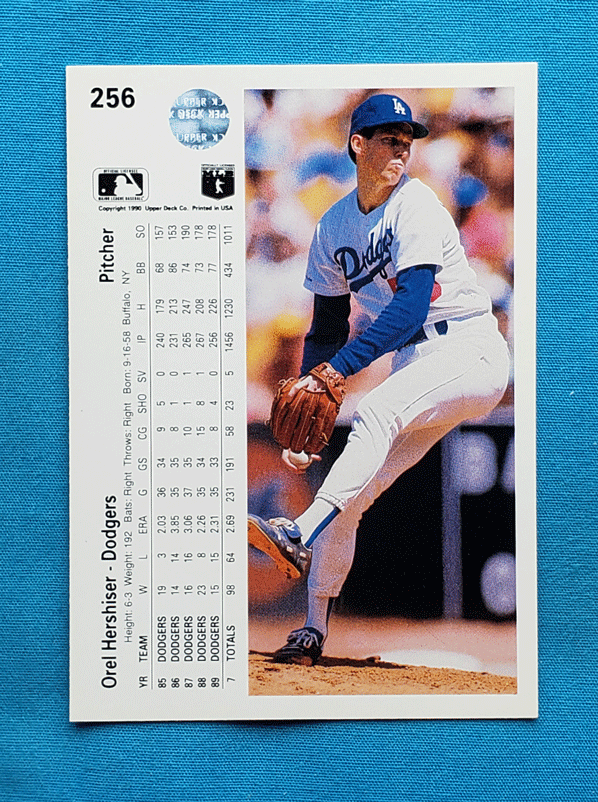 256
OFFICIAL LICENSEE
MAJOR LEAGUE BASEBALL
Copyright 1990 Upper Deck Co. Printed in USA
Orel Hershiser - Dodgers Pitcher
Height: 6-3 Weight: 192 Bats: Right Throws: Right Born: 9-16-58 Buffalo, NY
YR TEAM W L ERA G GS CG SHO SV IP H BB SO
85 DODGERS 19 3 2.03 36 34 9 5 0 240 179 68 157
86 DODGERS 14 14 3.85 35 35 8 1 0 231 213 86 153
87 DODGERS 16 16 3.06 37 35 10 1 1 265 247 74 190
88 DODGERS 23 8 2.26 35 34 15 8 1 267 208 73 178
89 DODGERS 15 15 2.31 35 33 8 4 0 256 226 77 178
7 TOTALS 98 64 2.69 231 191 58 23 5 1456 1230 434 1011
LA
Dodgers